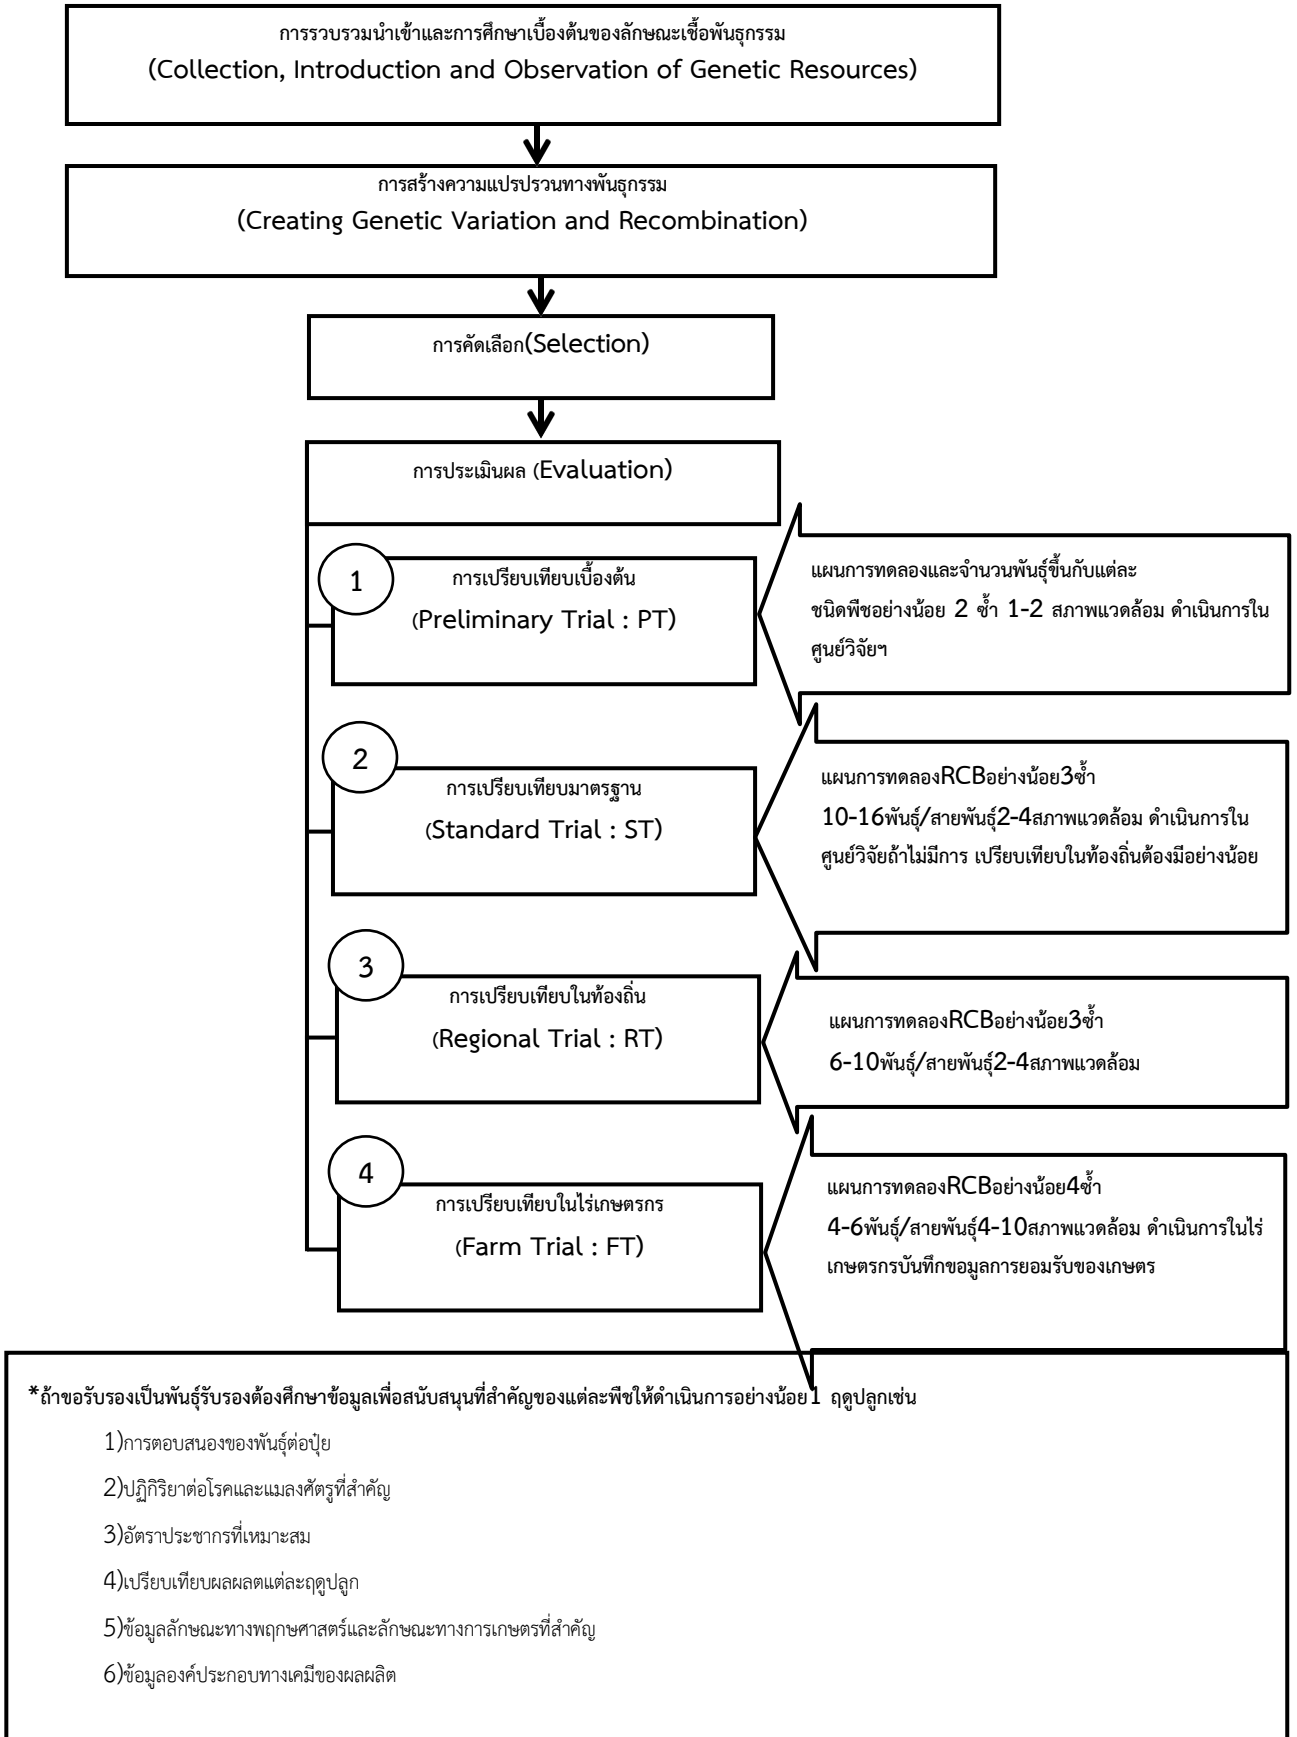 การรวบรวมนำเข้าและการศึกษาเบื้องต้นของลักษณะเชื้อพันธุกรรม
(Collection, Introduction and Observation of Genetic Resources)
การสร้างความแปรปรวนทางพันธุกรรม
(Creating Genetic Variation and Recombination)
การคัดเลือก(Selection)
การประเมินผล (Evaluation)
1
การเปรียบเทียบเบื้องต้น
(Preliminary Trial : PT)
แผนการทดลองและจำนวนพันธุ์ขึ้นกับแต่ละ
ชนิดพืชอย่างน้อย 2 ซ้ำ 1-2 สภาพแวดล้อม ดำเนินการใน
ศูนย์วิจัยฯ
2
การเปรียบเทียบมาตรฐาน
(Standard Trial : ST)
แผนการทดลองRCBอย่างน้อย3ซ้ำ
10-16พันธุ์/สายพันธุ์2-4สภาพแวดล้อม ดำเนินการใน
ศูนย์วิจัยถ้าไม่มีการ เปรียบเทียบในท้องถิ่นต้องมีอย่างน้อย
3
การเปรียบเทียบในท้องถิ่น
(Regional Trial : RT)
แผนการทดลองRCBอย่างน้อย3ซ้ำ
6-10พันธุ์/สายพันธุ์2-4สภาพแวดล้อม
4
การเปรียบเทียบในไร่เกษตรกร
(Farm Trial : FT)
แผนการทดลองRCBอย่างน้อย4ซ้ำ
4-6พันธุ์/สายพันธุ์4-10สภาพแวดล้อม ดำเนินการในไร่
เกษตรกรบันทึกขอมูลการยอมรับของเกษตร
*ถ้าขอรับรองเป็นพันธุ์รับรองต้องศึกษาข้อมูลเพื่อสนับสนุนที่สำคัญของแต่ละพืชให้ดำเนินการอย่างน้อย1 ฤดูปลูกเช่น
1)การตอบสนองของพันธุ์ต่อปุ๋ย
2)ปฏิกิริยาต่อโรคและแมลงศัตรูที่สำคัญ
3)อัตราประชากรที่เหมาะสม
4)เปรียบเทียบผลผลตแต่ละฤดูปลูก
5)ข้อมูลลักษณะทางพฤกษศาสตร์และลักษณะทางการเกษตรที่สำคัญ
6)ข้อมูลองค์ประกอบทางเคมีของผลผลิต